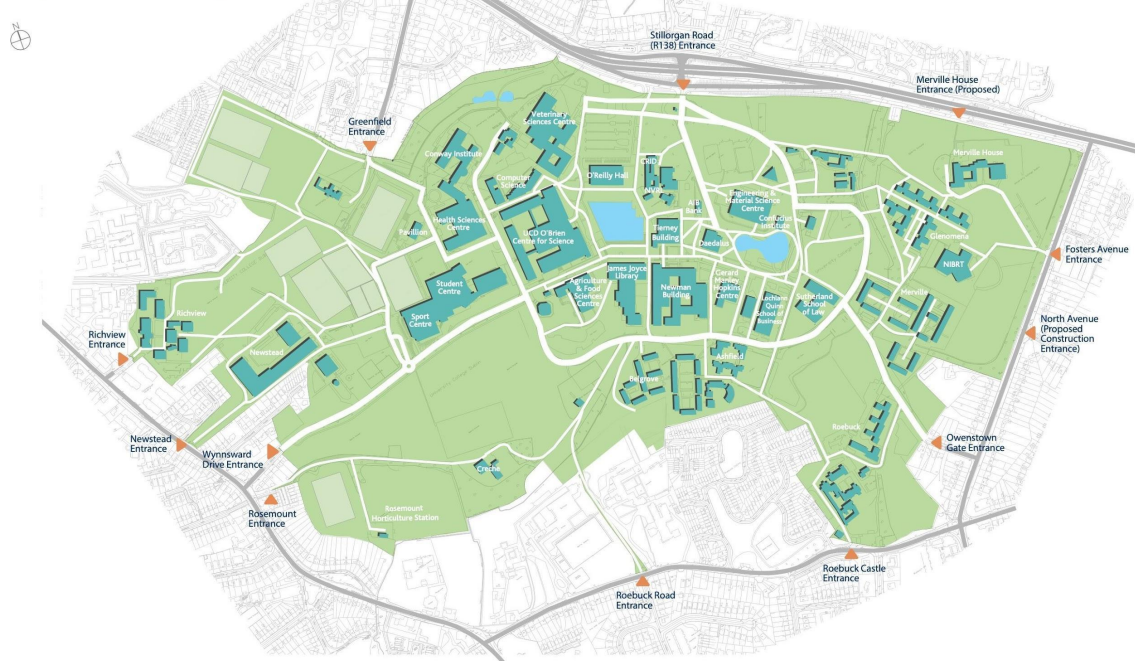 N
Stillorgan Road
(R138) Entrance
Merville House
Entrance (Proposed)
Greenfield
Entrance
Veterinary
Sciences Centre
Conway Institute
CRID
O'Reilly Hall
Merville House
Computer
Science
NVRL
Engineering &
Material Science
Centre
AIB
Bank
Health Sciences
Centre
Pavillion
UCD O'Brien
Centre for Science
Tierney
Building
Daedalus
Confucius
Institute
Glenomena
Fosters Avenue
Entrance
NIBRT
James Joyce
Library
Agriculture
& Food
Sciences
Centre
Newman
Building
Gerard
Manley
Hopkins
Centre
Lochlann
Quinn
School of
Business
Sutherland
School
of Law
Merville
Student
Centre
Sport
Centre
Richview
Richview
Entrance
North Avenue
(Proposed
Construction
Entrance)
Newstead
Ashfield
Belgrove
Roebuck
Newstead
Entrance
Wynnsward
Drive Entrance
Owenstown
Gate Entrance
Creche
Rosemount
Entrance
Rosemount
Horticulture Station
Roebuck Castle
Entrance
Roebuck Road
Entrance